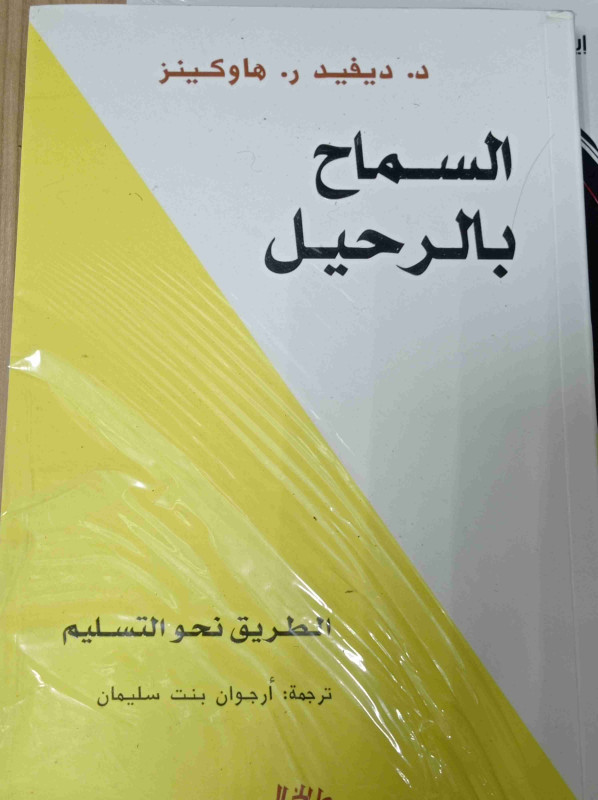 د. ديفيد ر. هاوكينز
السماح
بالرحيل
الطريق نحو التسليم
ترجمة: أرجوان بنت سليمان